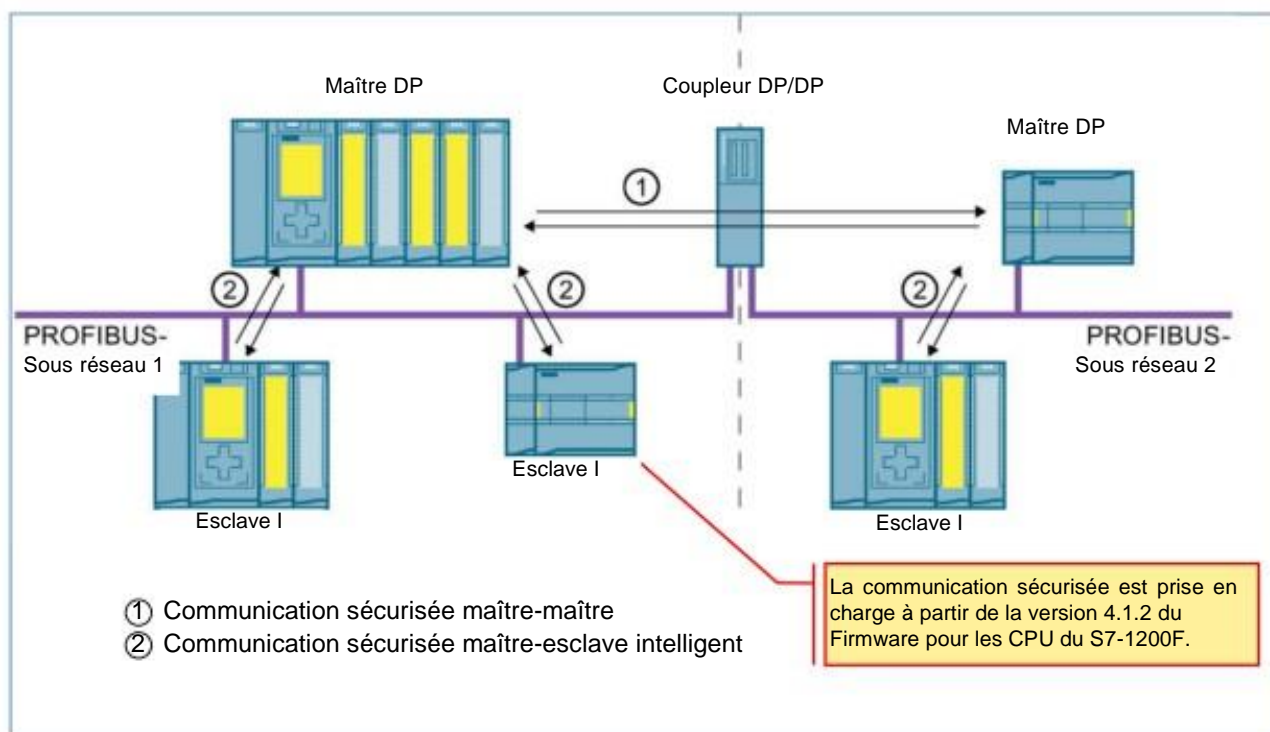 Maître DP
Coupleur DP/DP
Maître DP
①
②
②
②
PROFIBUS-
Sous réseau 1
PROFIBUS-
Sous réseau 2
Esclave I
Esclave I
Esclave I
① Communication sécurisée maître-maître
② Communication sécurisée maître-esclave intelligent
La communication sécurisée est prise en
charge à partir de la version 4.1.2 du
Firmware pour les CPU du S7-1200F.